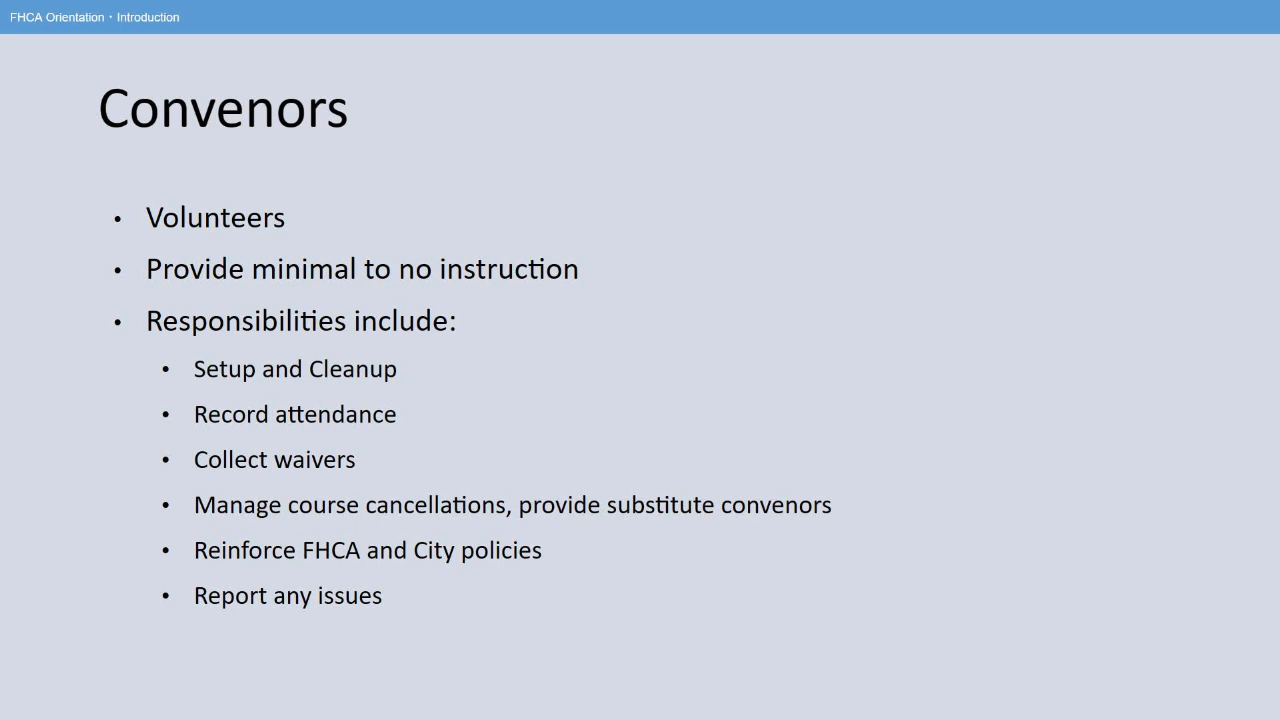 FHCA Orientation · Introduction
Convenors
• Volunteers
• Provide minimal to no instruction
• Responsibilities include:
• Setup and Cleanup
• Record attendance
• Collect waivers
• Manage course cancellations, provide substitute convenors
• Reinforce FHCA and City policies
• Report any issues